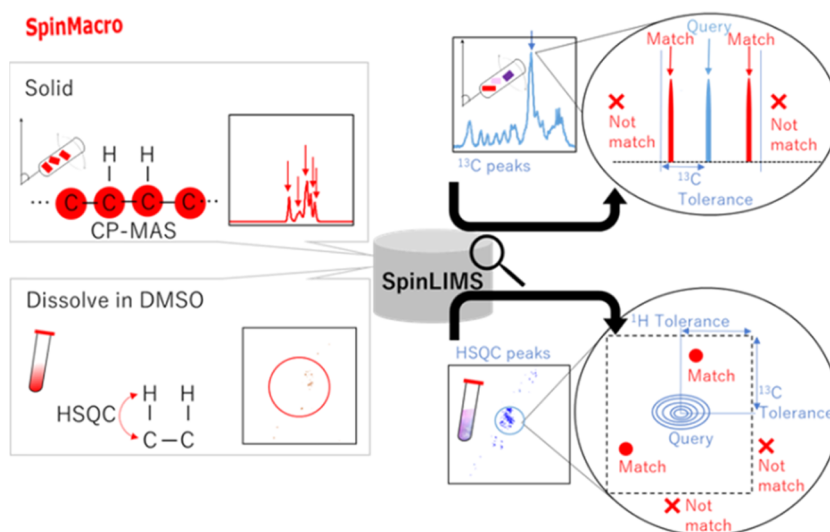 SpinMacro
Solid
H H
··· C – C – C – C ···
CP-MAS
Dissolve in DMSO
HSQC
H H
C – C
SpinLIMS
¹³C peaks
Query
Match Match
Not
match
Not
match
¹³C
Tolerance
HSQC peaks
¹H Tolerance
Match
¹³C
Tolerance
Query
Match
Not
match
Not
match